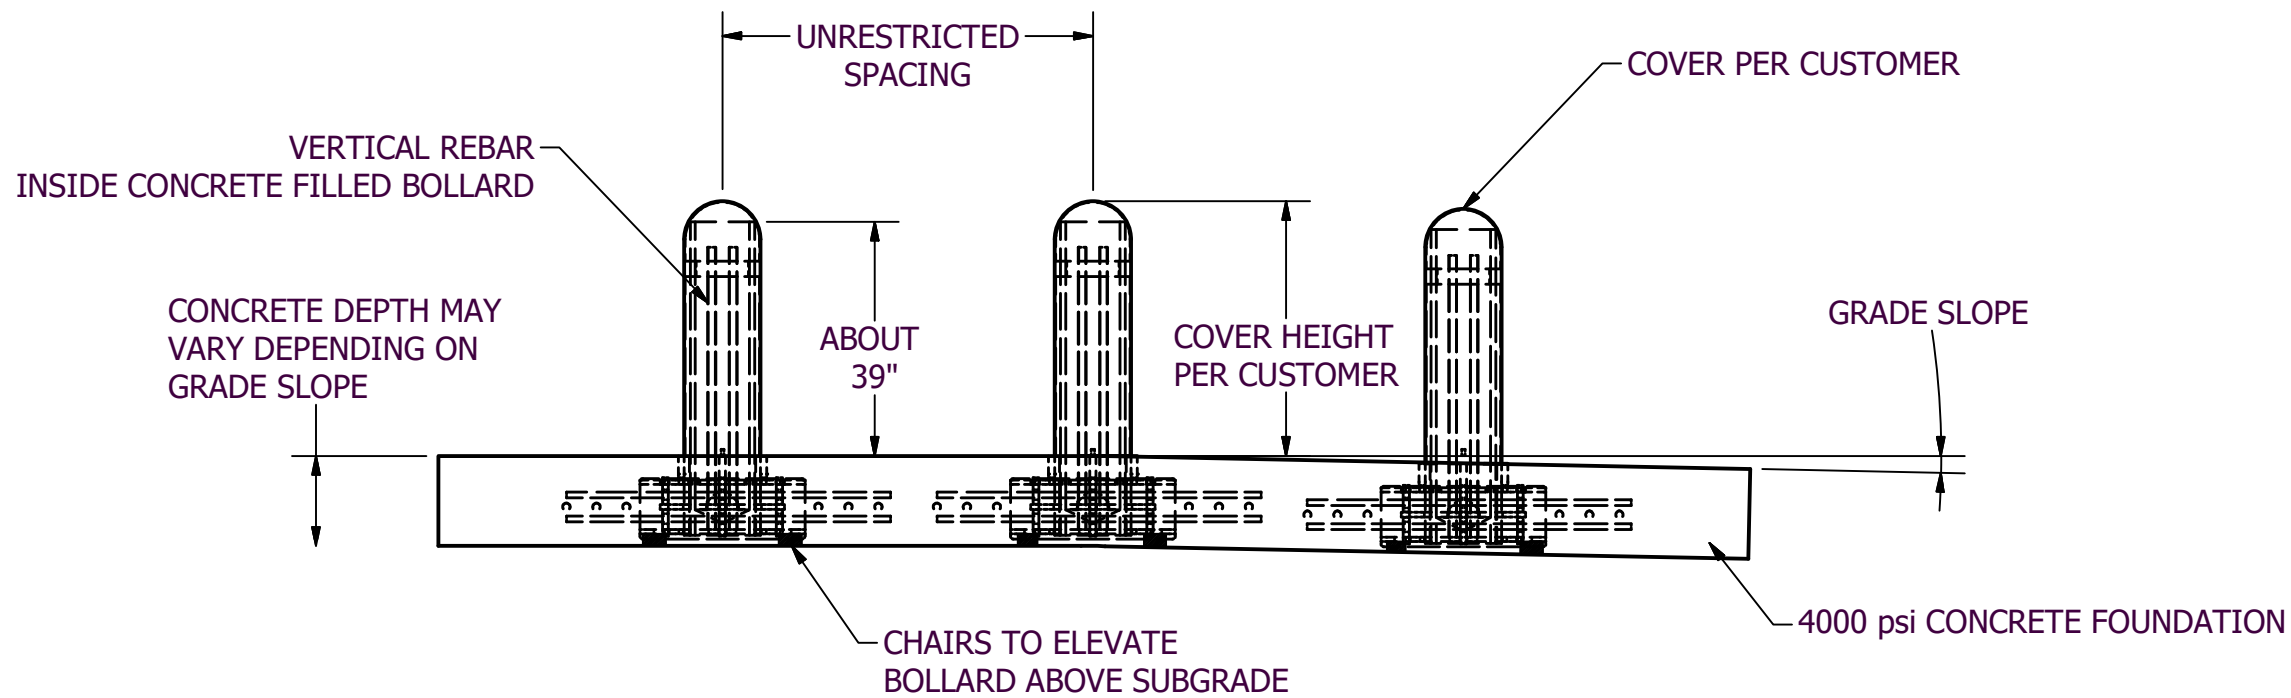 UNRESTRICTED
SPACING
COVER PER CUSTOMER
VERTICAL REBAR
INSIDE CONCRETE FILLED BOLLARD
CONCRETE DEPTH MAY
VARY DEPENDING ON
GRADE SLOPE
ABOUT
39"
COVER HEIGHT
PER CUSTOMER
GRADE SLOPE
4000 psi CONCRETE FOUNDATION
CHAIRS TO ELEVATE
BOLLARD ABOVE SUBGRADE